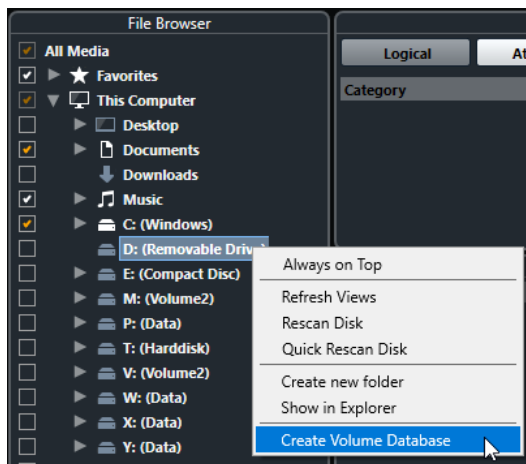 File Browser
All Media
Favorites
This Computer
Desktop
Documents
Downloads
Music
C: (Windows)
D: (Removable Drive)
E: (Compact Disc)
M: (Volume2)
P: (Data)
T: (Harddisk)
V: (Volume2)
W: (Data)
X: (Data)
Y: (Data)
Logical
At
Category
Always on Top
Refresh Views
Rescan Disk
Quick Rescan Disk
Create new folder
Show in Explorer
Create Volume Database